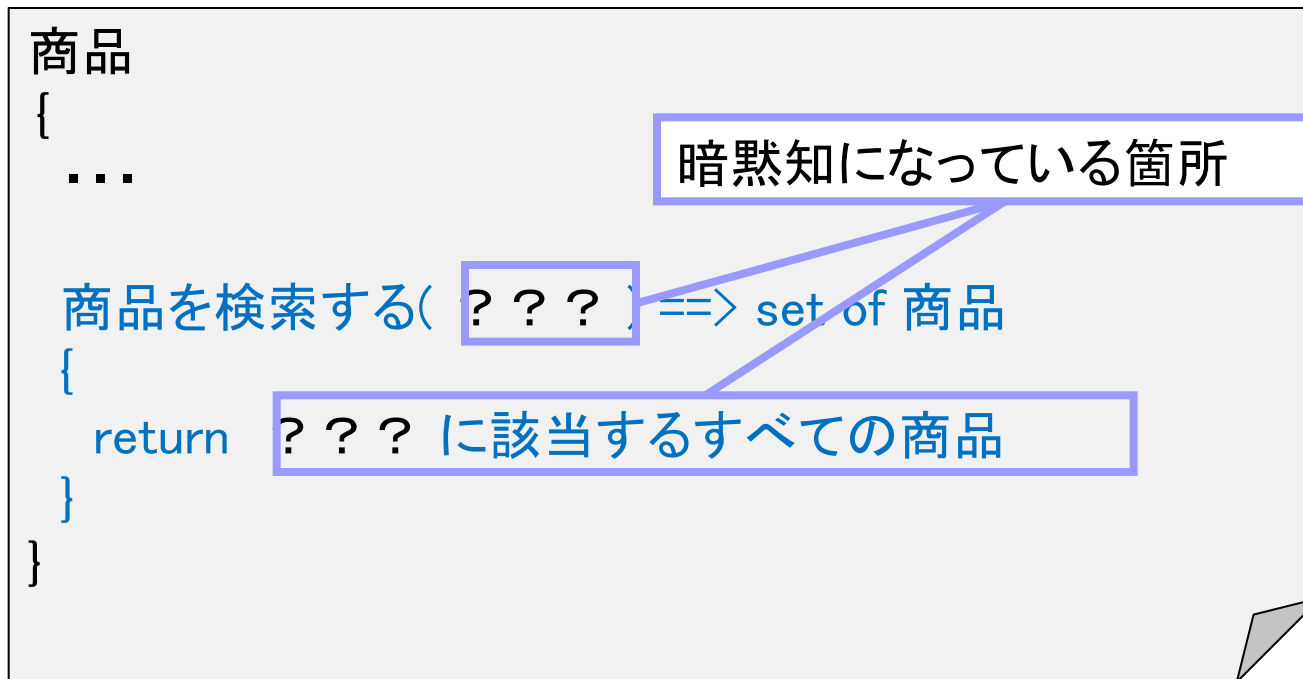 商品
{
・・・
暗黙知になっている箇所
商品を検索する( ？？？ ) ==> set of 商品
{
return ？？？ に該当するすべての商品
}
}